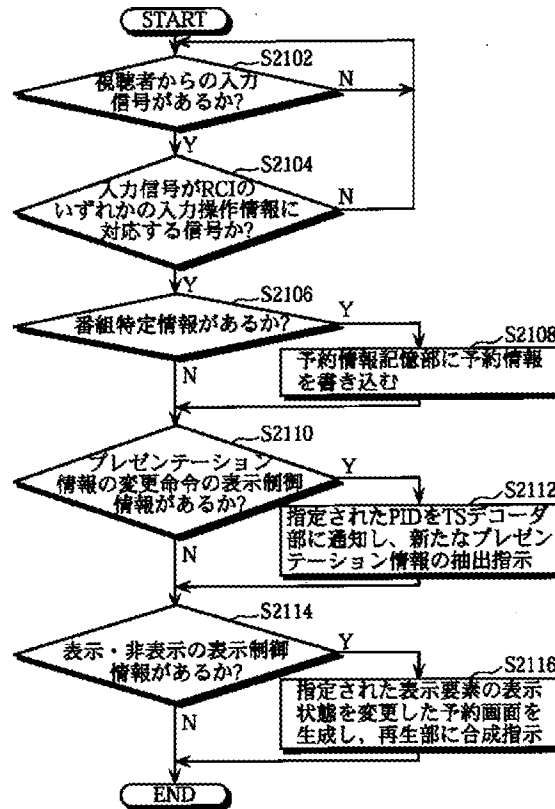 START
S2102
視聴者からの入力
信号があるか?
N
Y
S2104
入力信号がRCIの
いずれかの入力操作情報に
対応する信号か?
N
Y
S2106
番組特定情報があるか?
Y
N
S2108
予約情報記憶部に予約情報
を書き込む
S2110
プレゼンテーション
情報の変更命令の表示制御
情報があるか?
Y
N
S2112
指定されたPIDをTSデコーダ
部に通知し、新たなプレゼン
テーション情報の抽出指示
S2114
表示・非表示の表示制御
情報があるか?
Y
N
S2116
指定された表示要素の表示
状態を変更した予約画面を
生成し、再生部に合成指示
END